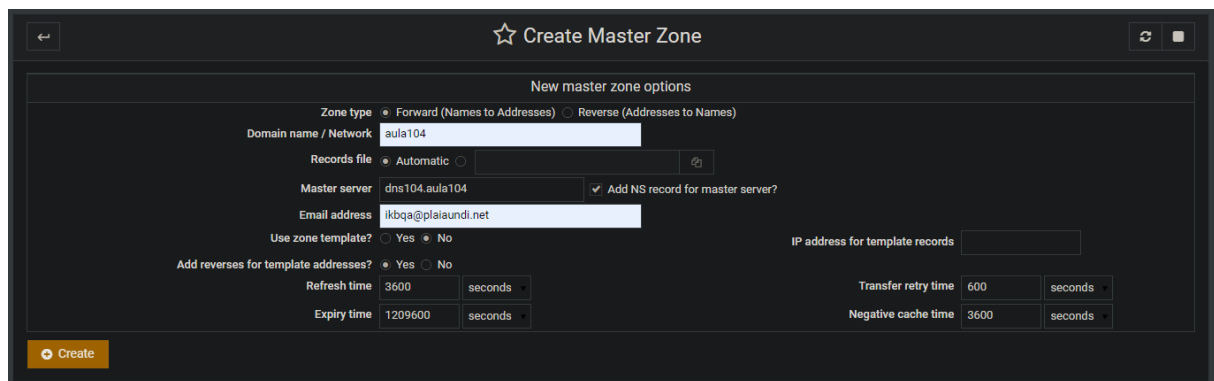 Create Master Zone
New master zone options
Zone type Forward (Names to Addresses) Reverse (Addresses to Names)
Domain name / Network aula104
Records file Automatic
Master server dns104.aula104 Add NS record for master server?
Email address ikbqa@plaiaundi.net
Use zone template? Yes No IP address for template records
Add reverses for template addresses? Yes No
Refresh time 3600 seconds Transfer retry time 600 seconds
Expiry time 1209600 seconds Negative cache time 3600 seconds
Create